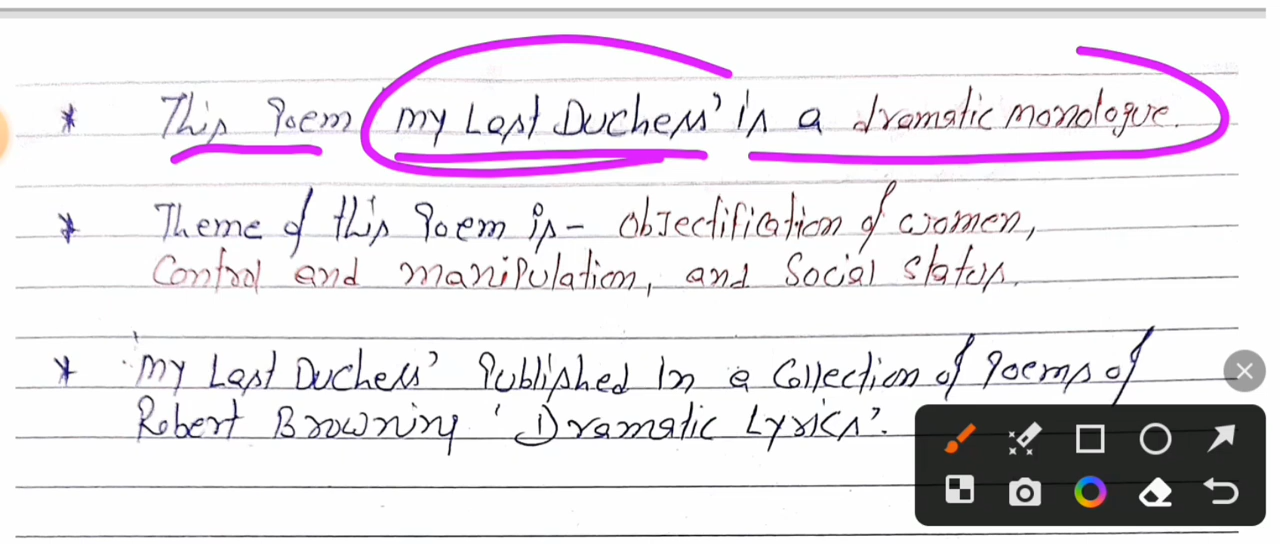 * This Poem 'my Last Duchess' is a dramatic monologue.
* Theme of this Poem is - objectification of women,
Control and manipulation, and Social status.
* 'My Last Duchess' Published In a Collection of Poems of
Robert Browning 'Dramatic Lyrics'.